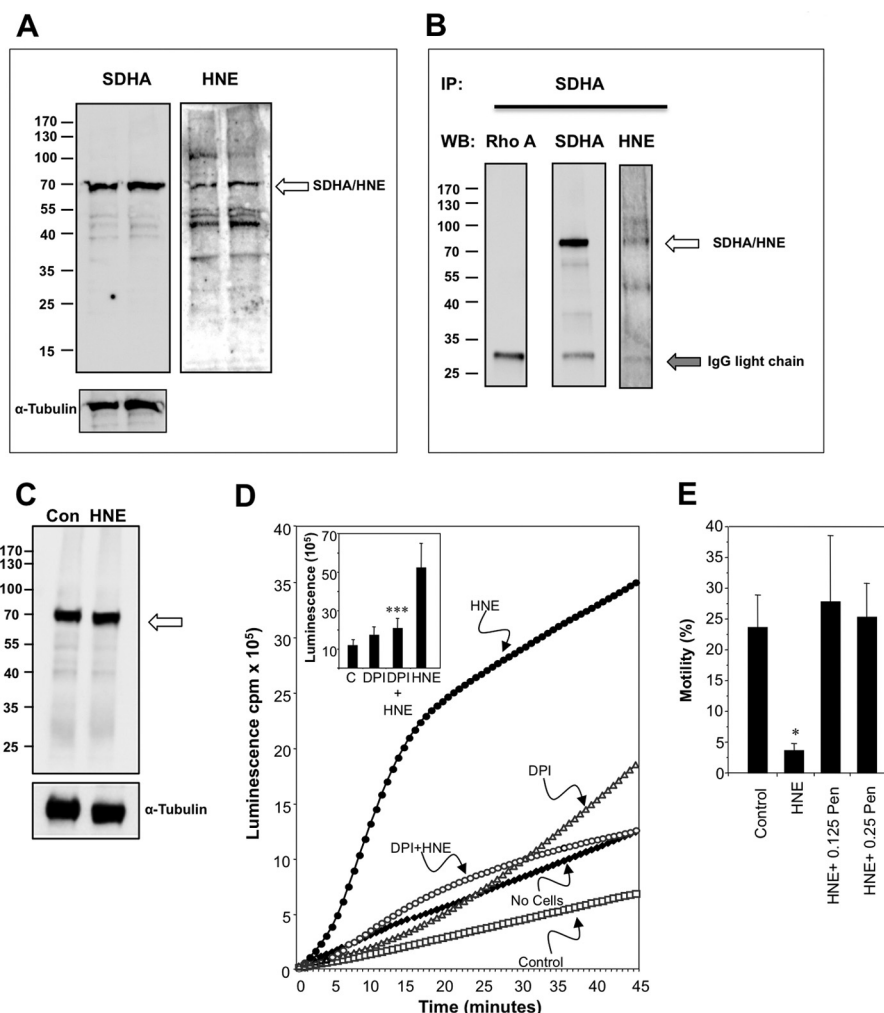 A
SDHA HNE
170
130
100
70
55
40
35
25
15
SDHA/HNE
α-Tubulin
B
IP: SDHA
WB: Rho A SDHA HNE
170
130
100
70
55
40
35
25
SDHA/HNE
IgG light chain
C
Con HNE
170
130
100
70
55
40
35
25
α-Tubulin
D
Luminescence cpm x 10⁵
40
35
30
25
20
15
10
5
0
Luminescence (10⁵)
70
50
30
10
***
C DPI DPI HNE
+
HNE
HNE
DPI
DPI+HNE
No Cells
Control
0 5 10 15 20 25 30 35 40 45
Time (minutes)
E
Motility (%)
40
35
30
25
20
15
10
5
0
*
Control
HNE
HNE+ 0.125 Pen
HNE+ 0.25 Pen